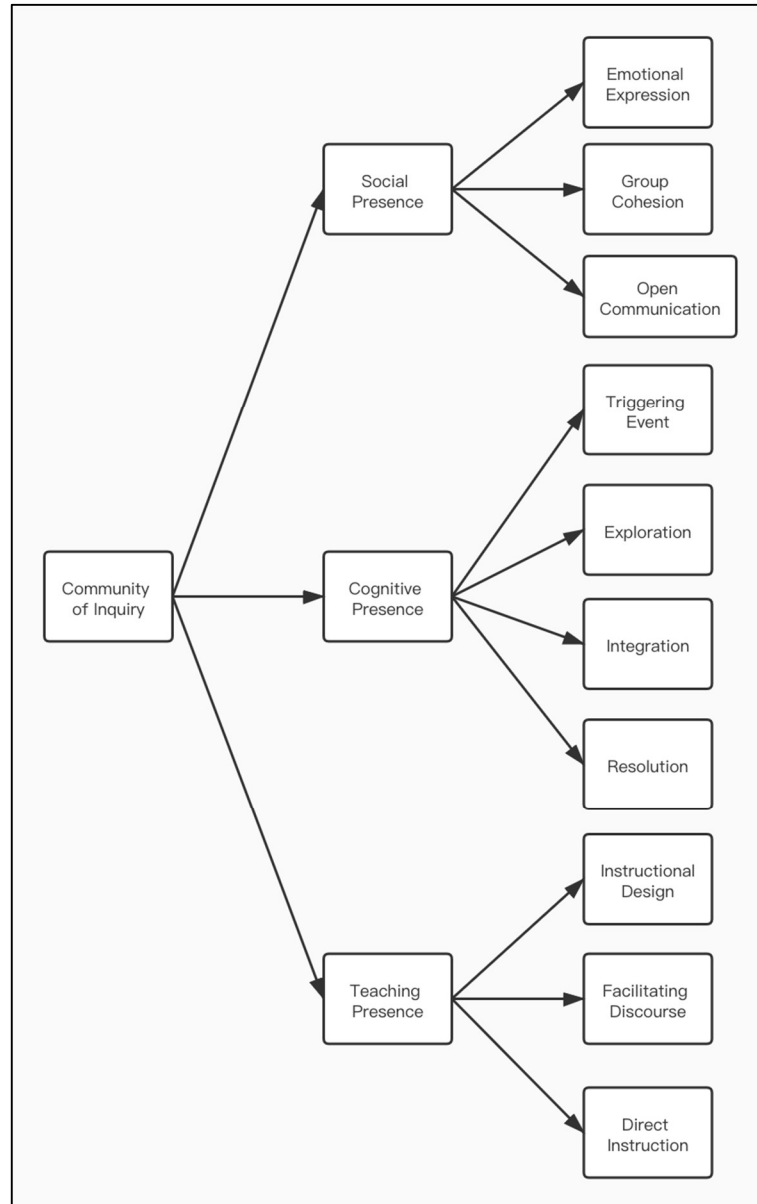 Emotional
Expression
Social
Presence
Group
Cohesion
Open
Communication
Triggering
Event
Exploration
Community
of Inquiry
Cognitive
Presence
Integration
Resolution
Instructional
Design
Teaching
Presence
Facilitating
Discourse
Direct
Instruction